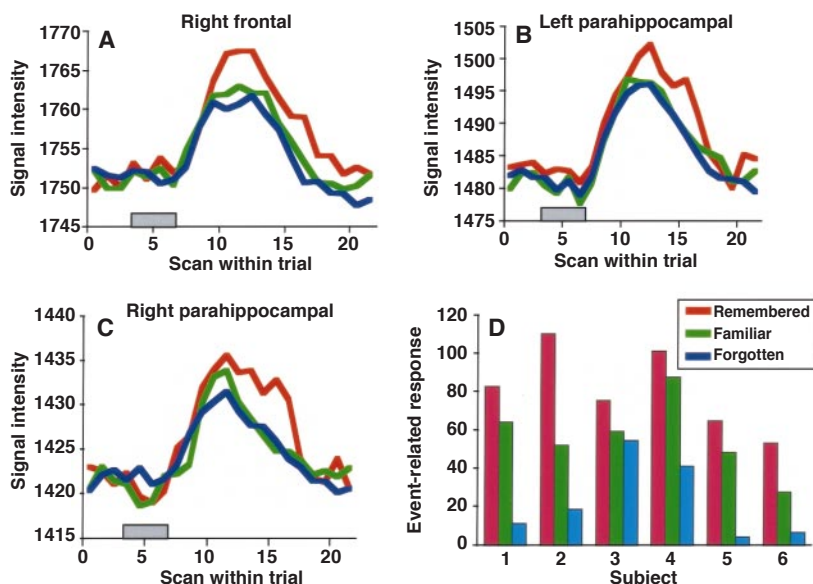 A
Right frontal
Signal intensity
1770
1765
1760
1755
1750
1745
0 5 10 15 20
Scan within trial
B
Left parahippocampal
Signal intensity
1505
1500
1495
1490
1485
1480
1475
0 5 10 15 20
Scan within trial
C
Right parahippocampal
Signal intensity
1440
1435
1430
1425
1420
1415
0 5 10 15 20
Scan within trial
D
Remembered
Familiar
Forgotten
Event-related response
120
100
80
60
40
20
0
1 2 3 4 5 6
Subject